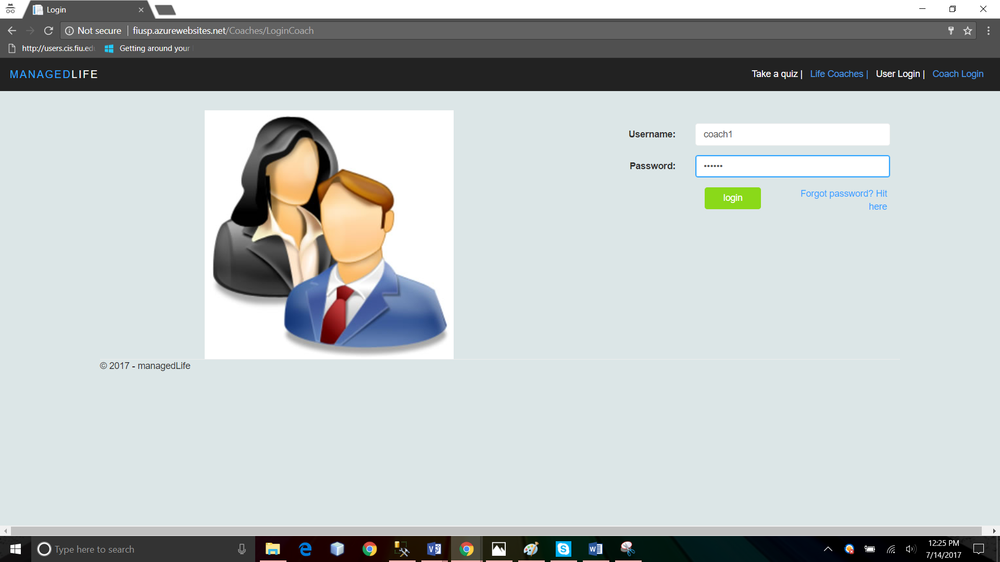 Login
Not secure | fiusp.azurewebsites.net/Coaches/LoginCoach
http://users.cis.fiu.ed
Getting around your
MANAGEDLIFE
Take a quiz | Life Coaches | User Login | Coach Login
Username: coach1
Password: ••••••
login
Forgot password? Hit
here
© 2017 - managedLife
Type here to search
12:25 PM
7/14/2017